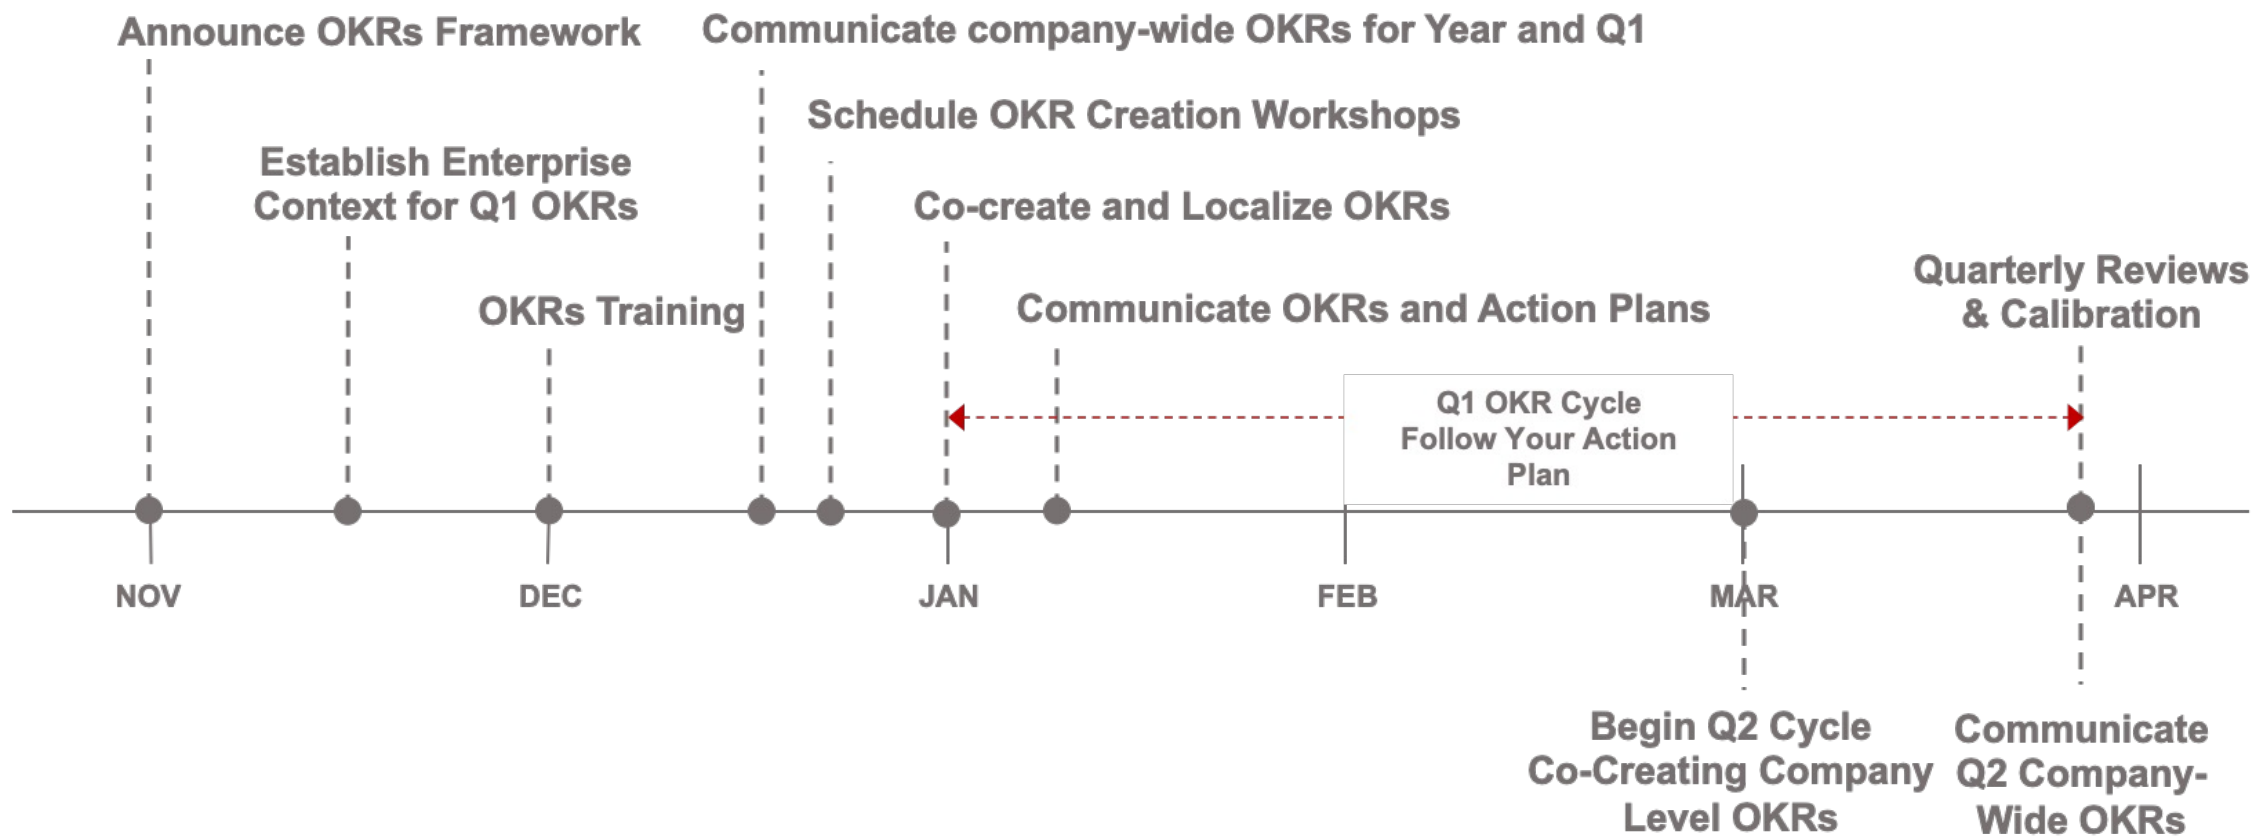 Announce OKRs Framework
Communicate company-wide OKRs for Year and Q1
Schedule OKR Creation Workshops
Establish Enterprise
Context for Q1 OKRs
Co-create and Localize OKRs
OKRs Training
Communicate OKRs and Action Plans
Quarterly Reviews
& Calibration
Q1 OKR Cycle
Follow Your Action
Plan
NOV
DEC
JAN
FEB
MAR
APR
Begin Q2 Cycle
Co-Creating Company
Level OKRs
Communicate
Q2 Company-
Wide OKRs